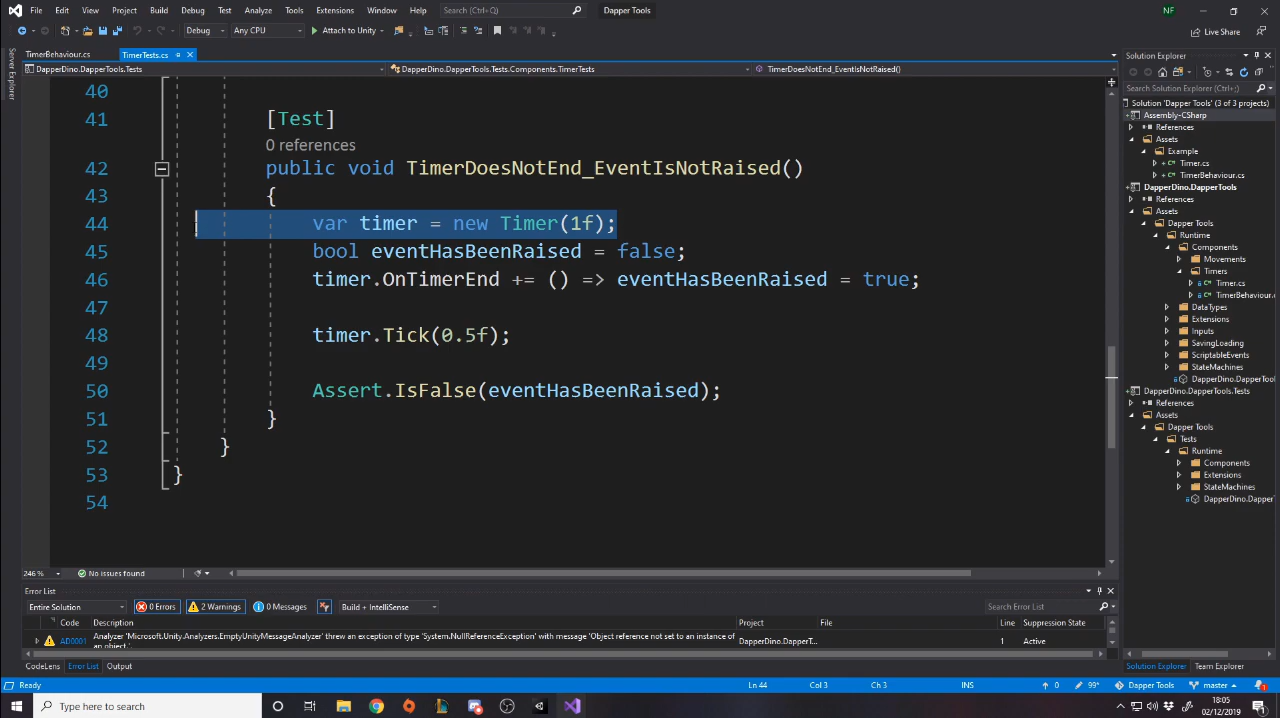 File Edit View Project Build Debug Test Analyze Tools Extensions Window Help Search (Ctrl+Q) Dapper Tools NF
Debug Any CPU Attach to Unity Live Share
Server Explorer
TimerBehaviour.cs TimerTests.cs
DapperDino.DapperTools.Tests DapperDino.DapperTools.Tests.Components.TimerTests TimerDoesNotEnd_EventIsNotRaised()
40
41 [Test]
0 references
42 public void TimerDoesNotEnd_EventIsNotRaised()
43 {
44 var timer = new Timer(1f);
45 bool eventHasBeenRaised = false;
46 timer.OnTimerEnd += () => eventHasBeenRaised = true;
47
48 timer.Tick(0.5f);
49
50 Assert.IsFalse(eventHasBeenRaised);
51 }
52 }
53 }
54
246 % No issues found
Solution Explorer
Search Solution Explorer (Ctrl+;)
Solution 'Dapper Tools' (3 of 3 projects)
Assembly-CSharp
References
Assets
Example
Timer.cs
TimerBehaviour.cs
DapperDino.DapperTools
References
Assets
Dapper Tools
Runtime
Components
Movements
Timers
Timer.cs
TimerBehaviour.
DataTypes
Extensions
Inputs
SavingLoading
ScriptableEvents
StateMachines
DapperDino.DapperTool
DapperDino.DapperTools.Tests
References
Assets
Dapper Tools
Tests
Runtime
Components
Extensions
StateMachines
DapperDino.Dapper
Error List
Entire Solution 0 Errors 2 Warnings 0 Messages Build + IntelliSense Search Error List
Code Description Project File Line Suppression State
AD0001 Analyzer 'Microsoft.Unity.Analyzers.EmptyUnityMessageAnalyzer' threw an exception of type 'System.NullReferenceException' with message 'Object reference not set to an instance of an object.'. DapperDino.DapperT... 1 Active
CodeLens Error List Output Solution Explorer Team Explorer
Ready Ln 44 Col 3 Ch 3 INS 0 99* Dapper Tools master 1
Type here to search 18:05
02/12/2019